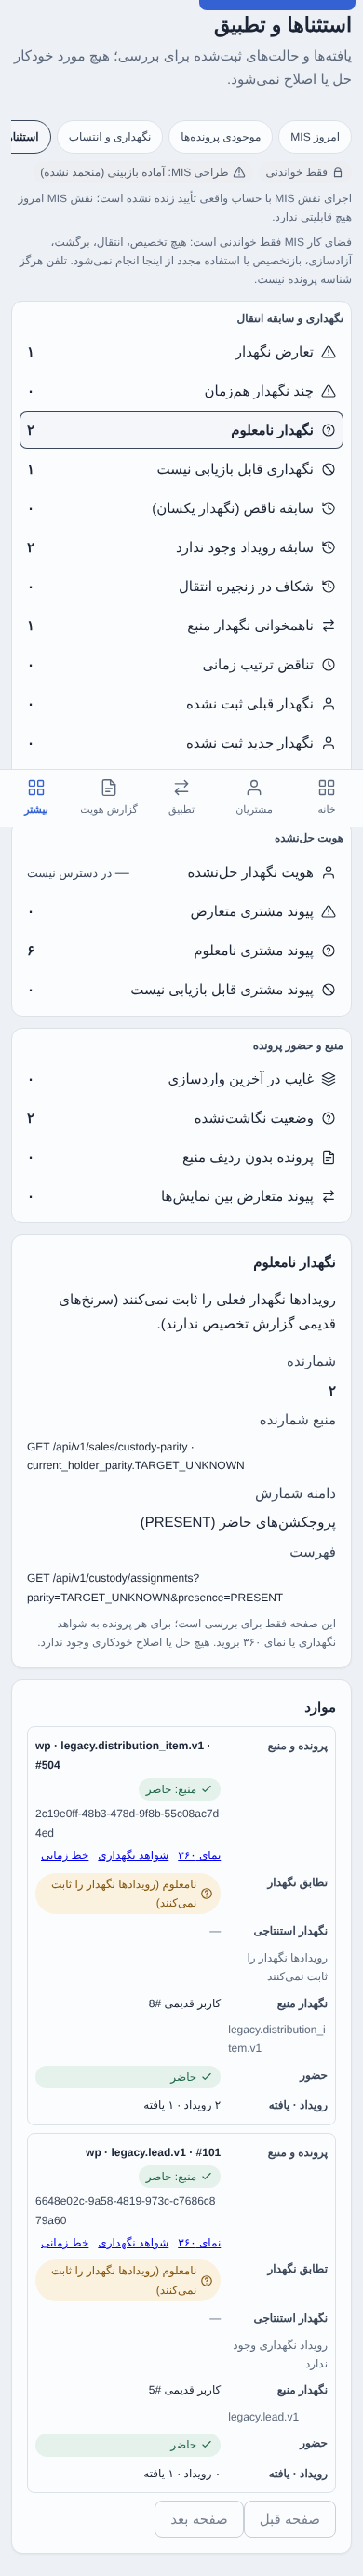 استثناها و تطبیق
یافته‌ها و حالت‌های ثبت‌شده برای بررسی؛ هیچ مورد خودکار
حل یا اصلاح نمی‌شود.
امروز MIS
موجودی پرونده‌ها
نگهداری و انتساب
استثناها
فقط خواندنی
طراحی MIS: آماده بازبینی (منجمد نشده)
اجرای نقش MIS با حساب واقعی تأیید زنده نشده است؛ نقش MIS امروز
هیچ قابلیتی ندارد.
فضای کار MIS فقط خواندنی است: هیچ تخصیص، انتقال، برگشت،
آزادسازی، بازتخصیص یا استفاده مجدد از اینجا انجام نمی‌شود. تلفن هرگز
شناسه پرونده نیست.
نگهداری و سابقه انتقال
تعارض نگهدار ۱
چند نگهدار هم‌زمان ۰
نگهدار نامعلوم ۲
نگهداری قابل بازیابی نیست ۱
سابقه ناقص (نگهدار یکسان) ۰
سابقه رویداد وجود ندارد ۲
شکاف در زنجیره انتقال ۰
ناهمخوانی نگهدار منبع ۱
تناقض ترتیب زمانی ۰
نگهدار قبلی ثبت نشده ۰
نگهدار جدید ثبت نشده ۰
خانه
مشتریان
تطبیق
گزارش هویت
بیشتر
هویت حل‌نشده
هویت نگهدار حل‌نشده — در دسترس نیست
پیوند مشتری متعارض ۰
پیوند مشتری نامعلوم ۶
پیوند مشتری قابل بازیابی نیست ۰
منبع و حضور پرونده
غایب در آخرین واردسازی ۰
وضعیت نگاشت‌نشده ۲
پرونده بدون ردیف منبع ۰
پیوند متعارض بین نمایش‌ها ۰
نگهدار نامعلوم
رویدادها نگهدار فعلی را ثابت نمی‌کنند (سرنخ‌های
قدیمی گزارش تخصیص ندارند).
شمارنده
۲
منبع شمارنده
GET /api/v1/sales/custody-parity ·
current_holder_parity.TARGET_UNKNOWN
دامنه شمارش
پروجکشن‌های حاضر (PRESENT)
فهرست
GET /api/v1/custody/assignments?
parity=TARGET_UNKNOWN&presence=PRESENT
این صفحه فقط برای بررسی است؛ برای هر پرونده به شواهد
نگهداری یا نمای ۳۶۰ بروید. هیچ حل یا اصلاح خودکاری وجود ندارد.
موارد
پرونده و منبع
wp · legacy.distribution_item.v1 ·
#504
منبع: حاضر
2c19e0ff-48b3-478d-9f8b-55c08ac7d
4ed
نمای ۳۶۰ شواهد نگهداری خط زمانی
تطابق نگهدار
نامعلوم (رویدادها نگهدار را ثابت
نمی‌کنند)
نگهدار استنتاجی —
رویدادها نگهدار را
ثابت نمی‌کنند
نگهدار منبع کاربر قدیمی #8
legacy.distribution_i
tem.v1
حضور حاضر
رویداد · یافته ۲ رویداد · ۱ یافته
پرونده و منبع
wp · legacy.lead.v1 · #101
منبع: حاضر
6648e02c-9a58-4819-973c-c7686c8
79a60
نمای ۳۶۰ شواهد نگهداری خط زمانی
تطابق نگهدار
نامعلوم (رویدادها نگهدار را ثابت
نمی‌کنند)
نگهدار استنتاجی —
رویداد نگهداری وجود
ندارد
نگهدار منبع کاربر قدیمی #5
legacy.lead.v1
حضور حاضر
رویداد · یافته ۰ رویداد · ۱ یافته
صفحه قبل
صفحه بعد